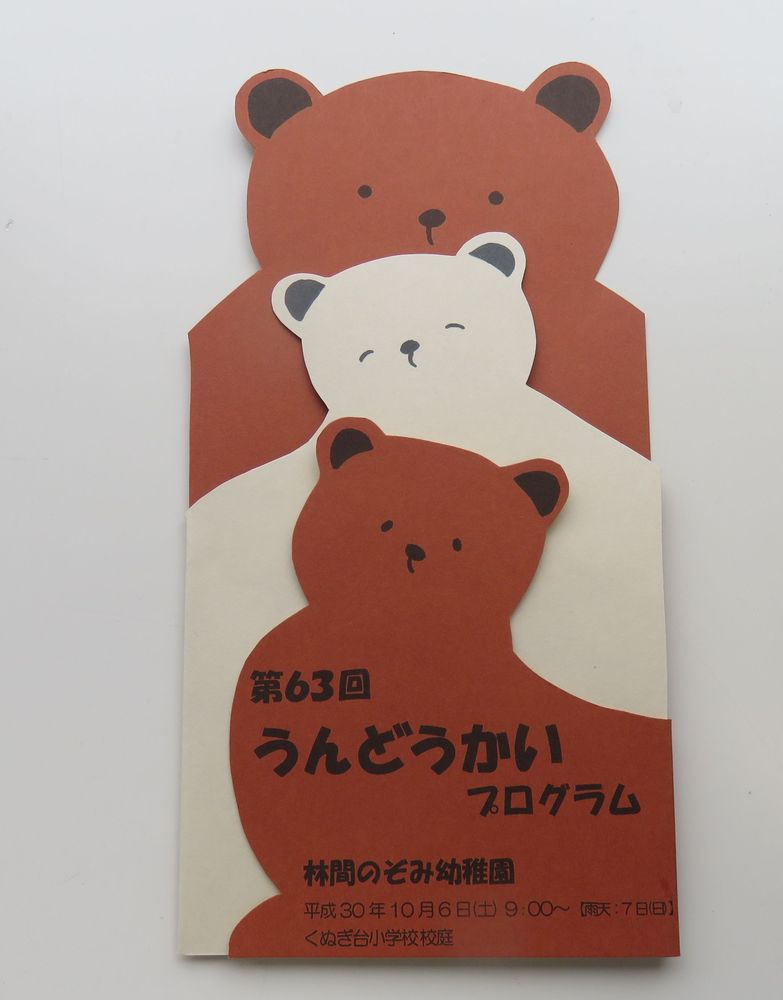 第63回
うんどうかい
プログラム
林間のぞみ幼稚園
平成30年10月6日(土) 9:00〜 【雨天:7日(日)】
くぬぎ台小学校校庭